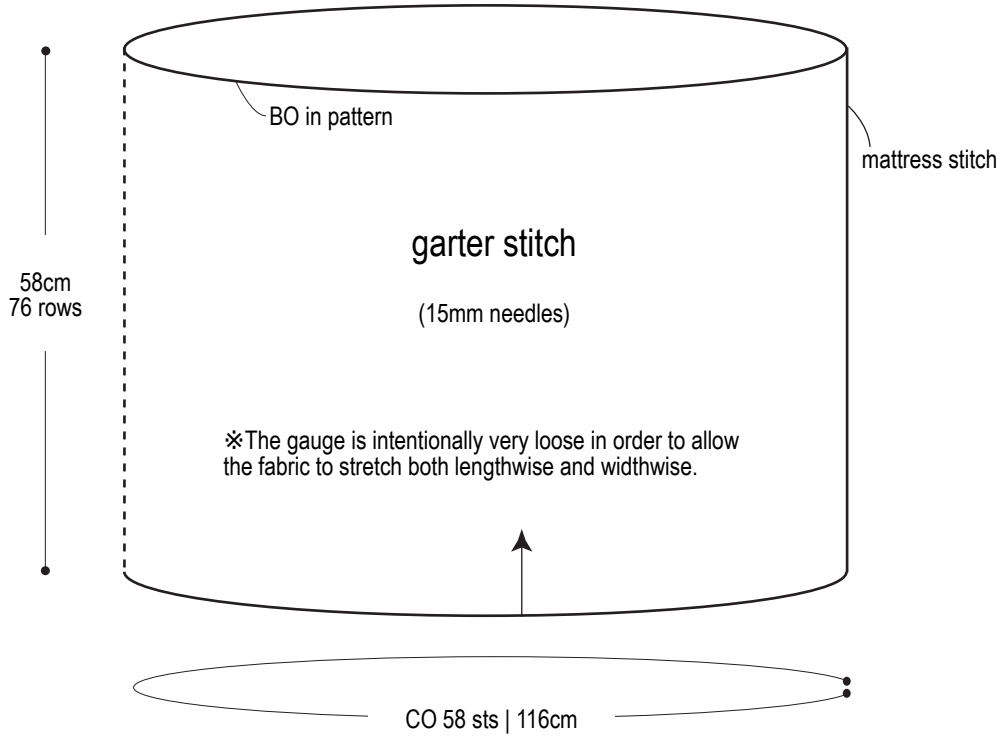 BO in pattern
mattress stitch
garter stitch
58cm
76 rows
(15mm needles)
※The gauge is intentionally very loose in order to allow
the fabric to stretch both lengthwise and widthwise.
CO 58 sts | 116cm